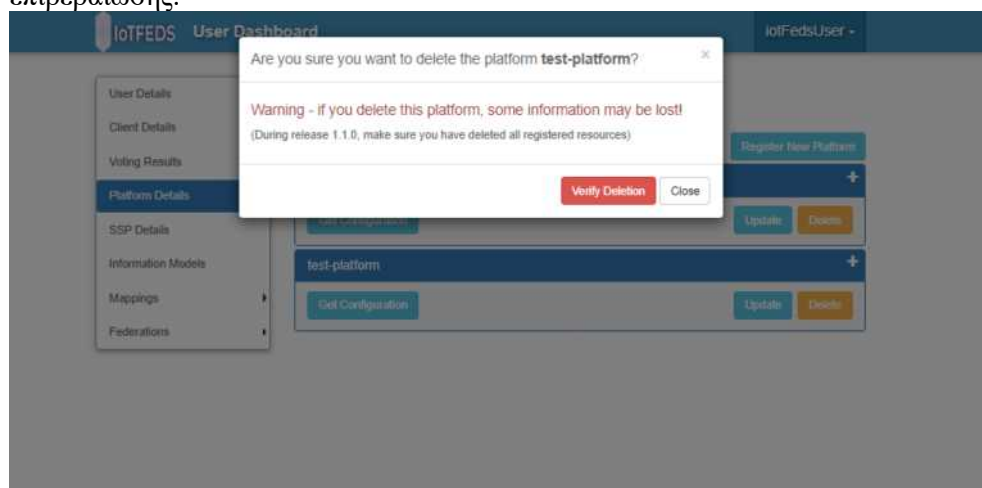 επιβεβαίωσης.
IoTFEDS User Dashboard iotFedsUser
Are you sure you want to delete the platform test-platform? ×
Warning - if you delete this platform, some information may be lost!
(During release 1.1.0, make sure you have deleted all registered resources)
Verify Deletion Close
User Details
Client Details
Voting Results
Platform Details
SSP Details
Information Models
Mappings
Federations
Register New Platform
+
Get Configuration Update Delete
test-platform +
Get Configuration Update Delete